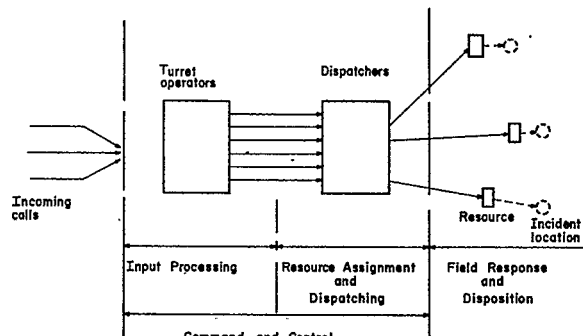 Turret
operators
Dispatchers
Incoming
calls
Resource
Incident
location
Input Processing
Resource Assignment
and
Dispatching
Field Response
and
Disposition
Command and Control